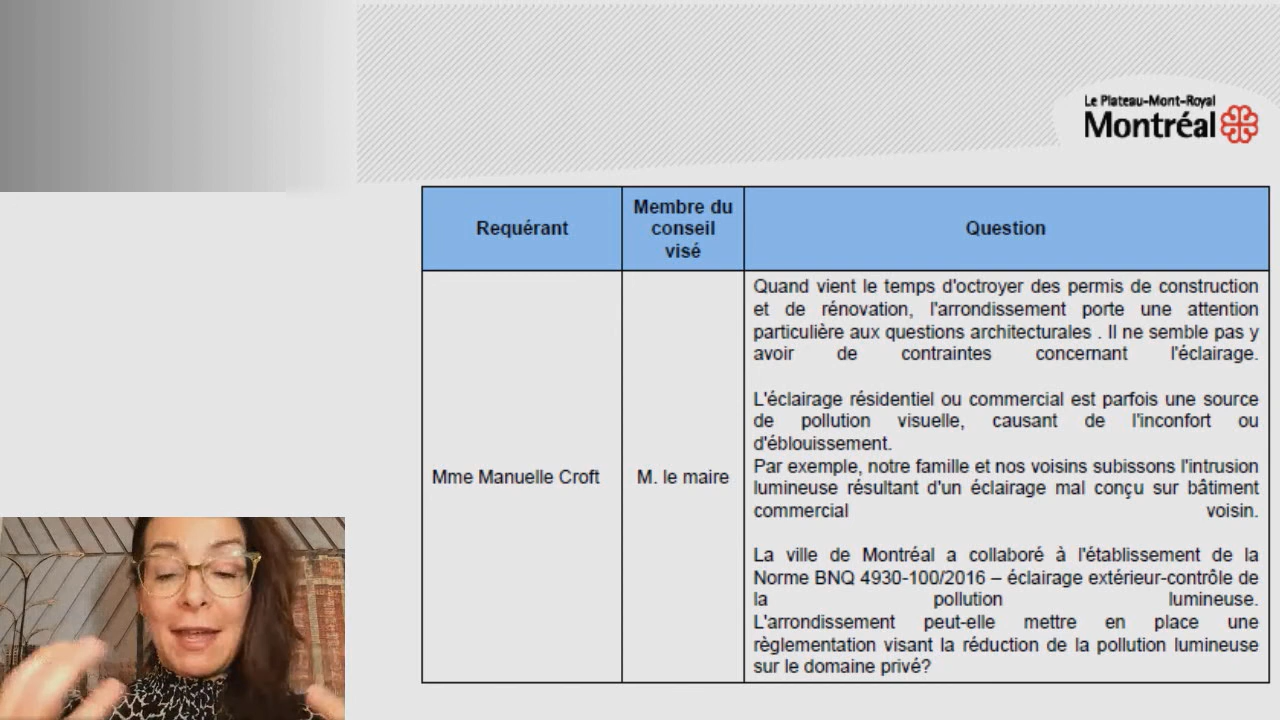 Le Plateau-Mont-Royal
Montréal
Requérant
Membre du
conseil
visé
Question
Mme Manuelle Croft
M. le maire
Quand vient le temps d'octroyer des permis de construction
et de rénovation, l'arrondissement porte une attention
particulière aux questions architecturales . Il ne semble pas y
avoir de contraintes concernant l'éclairage.
L'éclairage résidentiel ou commercial est parfois une source
de pollution visuelle, causant de l'inconfort ou
d'éblouissement.
Par exemple, notre famille et nos voisins subissons l'intrusion
lumineuse résultant d'un éclairage mal conçu sur bâtiment
commercial voisin.
La ville de Montréal a collaboré à l'établissement de la
Norme BNQ 4930-100/2016 – éclairage extérieur-contrôle de
la pollution lumineuse.
L'arrondissement peut-elle mettre en place une
règlementation visant la réduction de la pollution lumineuse
sur le domaine privé?